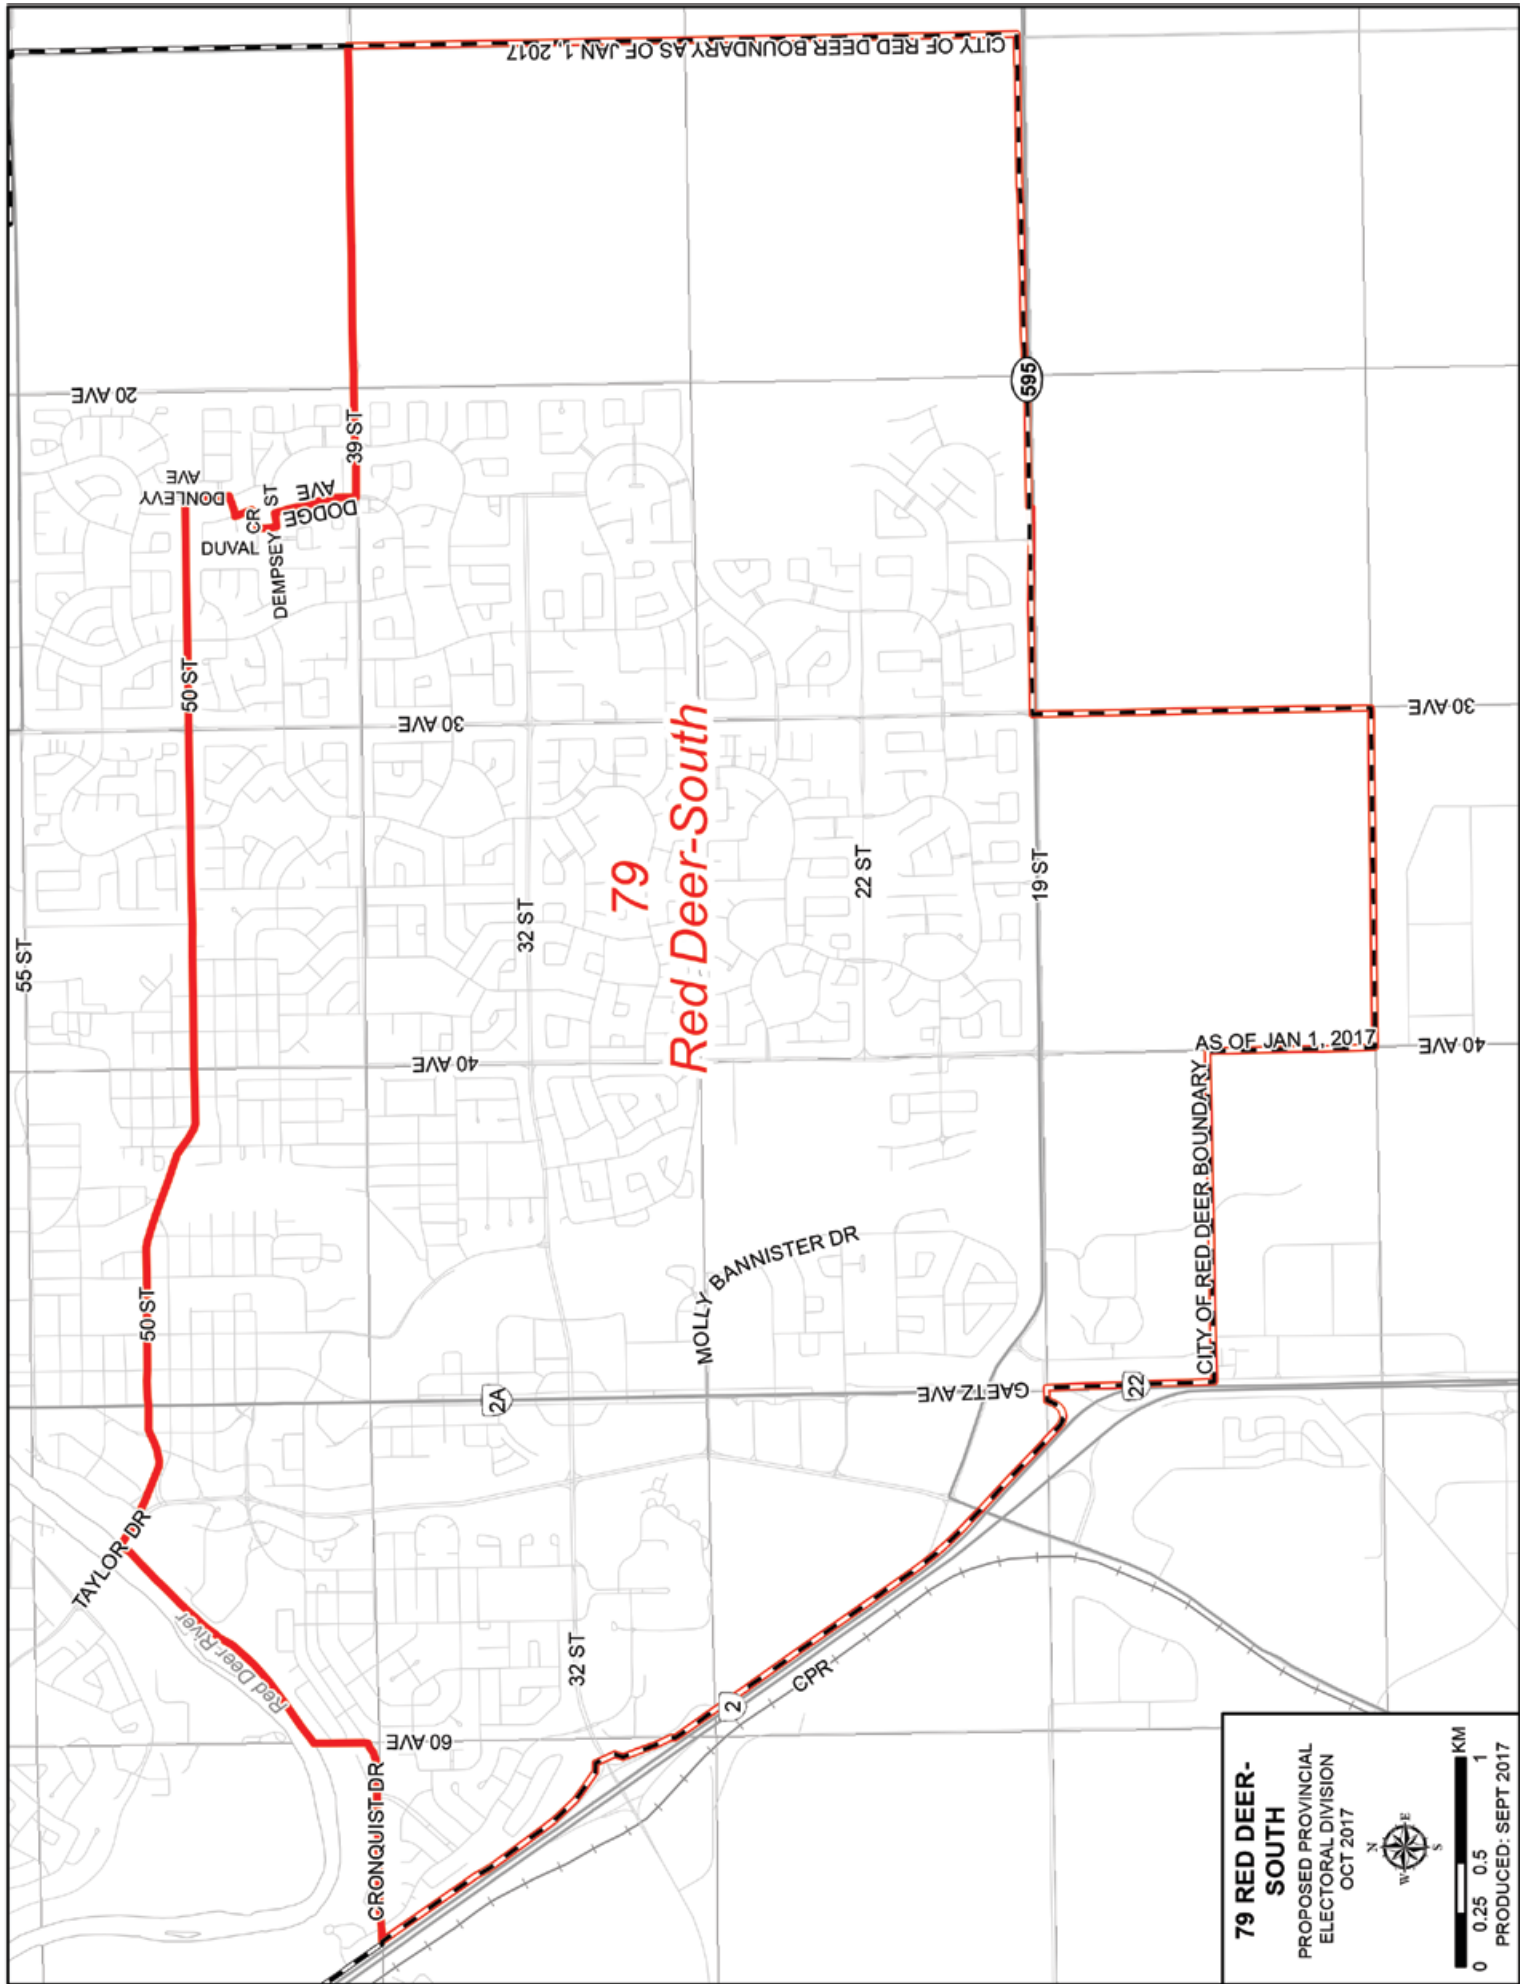 CITY OF RED DEER BOUNDARY AS OF JAN 1, 2017
55 ST
20 AVE
DONLEVY
AVE
50 ST
39 ST
DUVAL
CR
DEMPSEY
ST
DODGE
AVE
30 AVE
50 ST
TAYLOR DR
Red Deer River
32 ST
40 AVE
2A
79
Red Deer-South
22 ST
595
19 ST
30 AVE
MOLLY BANNISTER DR
GAETZ AVE
60 AVE
CRONQUIST DR
32 ST
2
CPR
22
CITY OF RED DEER BOUNDARY
AS OF JAN 1, 2017
40 AVE
79 RED DEER-
SOUTH
PROPOSED PROVINCIAL
ELECTORAL DIVISION
OCT 2017
N
W
E
S
0 0.25 0.5 1
KM
PRODUCED: SEPT 2017